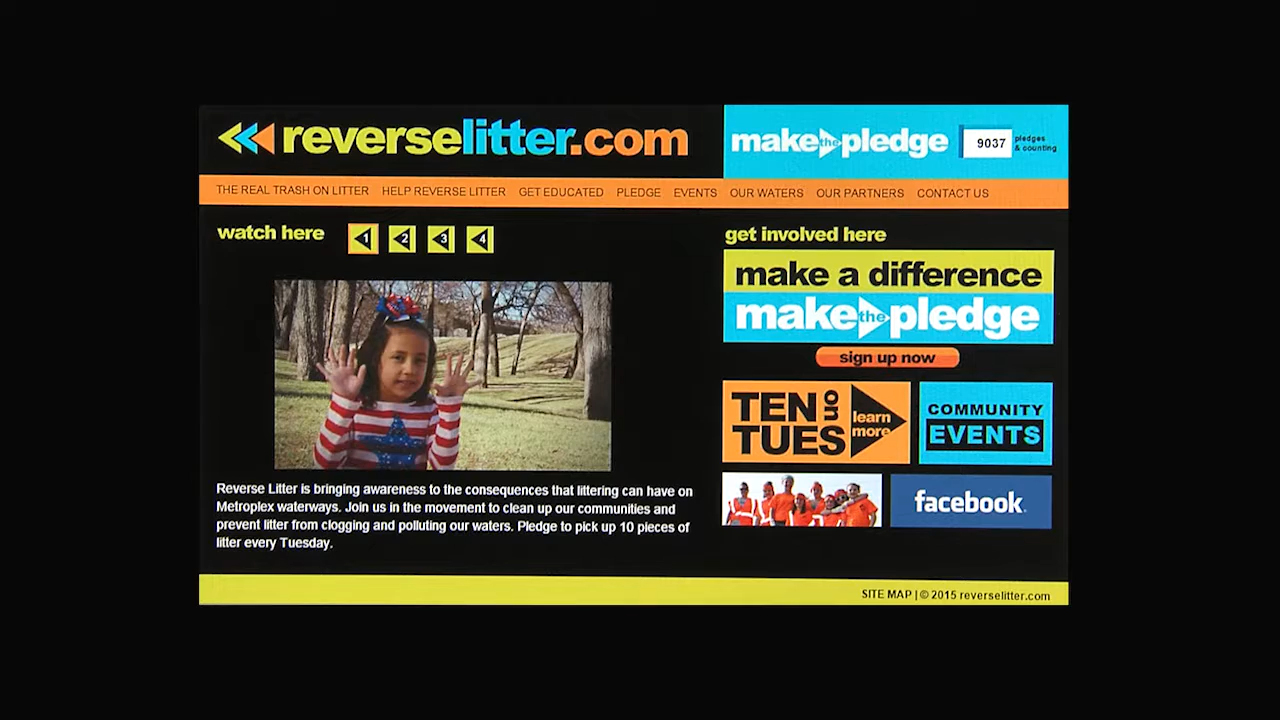 reverselitter.com
make the pledge
9037
pledges
& counting
THE REAL TRASH ON LITTER HELP REVERSE LITTER GET EDUCATED PLEDGE EVENTS OUR WATERS OUR PARTNERS CONTACT US
watch here
1 2 3 4
Reverse Litter is bringing awareness to the consequences that littering can have on
Metroplex waterways. Join us in the movement to clean up our communities and
prevent litter from clogging and polluting our waters. Pledge to pick up 10 pieces of
litter every Tuesday.
get involved here
make a difference
make the pledge
sign up now
TEN on
TUES
learn
more
COMMUNITY
EVENTS
facebook
SITE MAP | © 2015 reverselitter.com